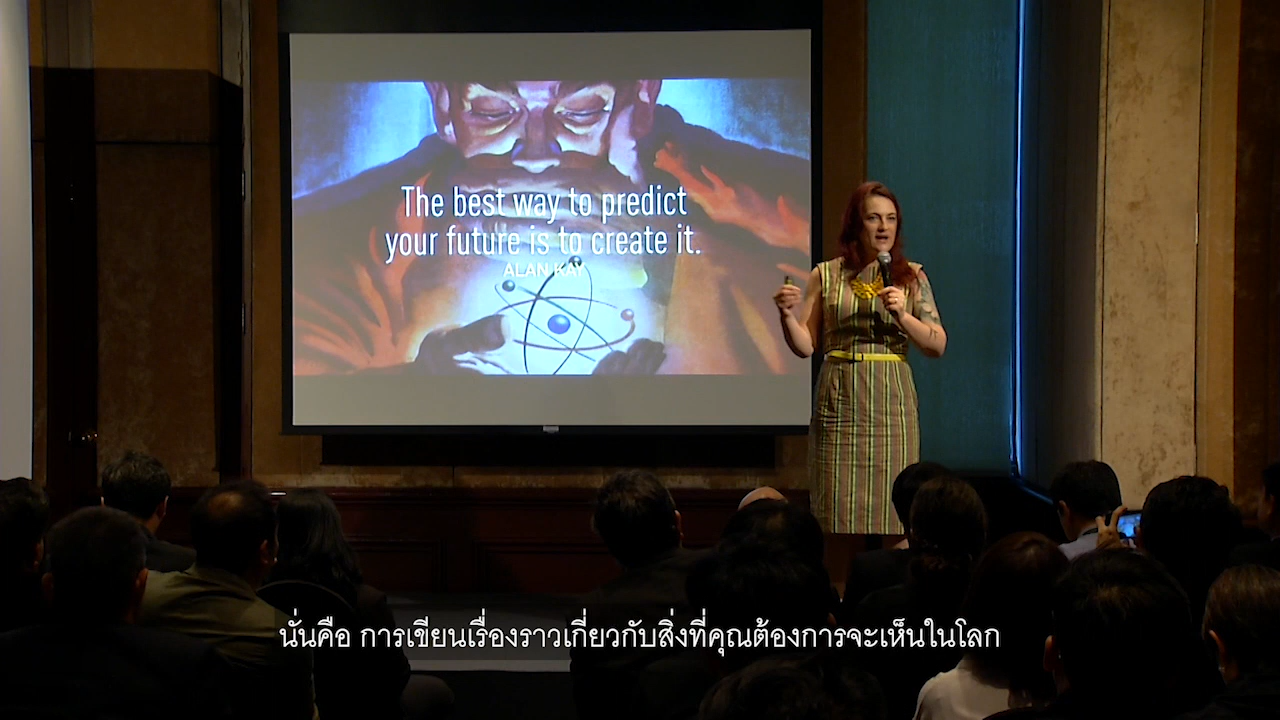 The best way to predict
your future is to create it.
ALAN KAY
นั่นคือ การเขียนเรื่องราวเกี่ยวกับสิ่งที่คุณต้องการจะเห็นในโลก